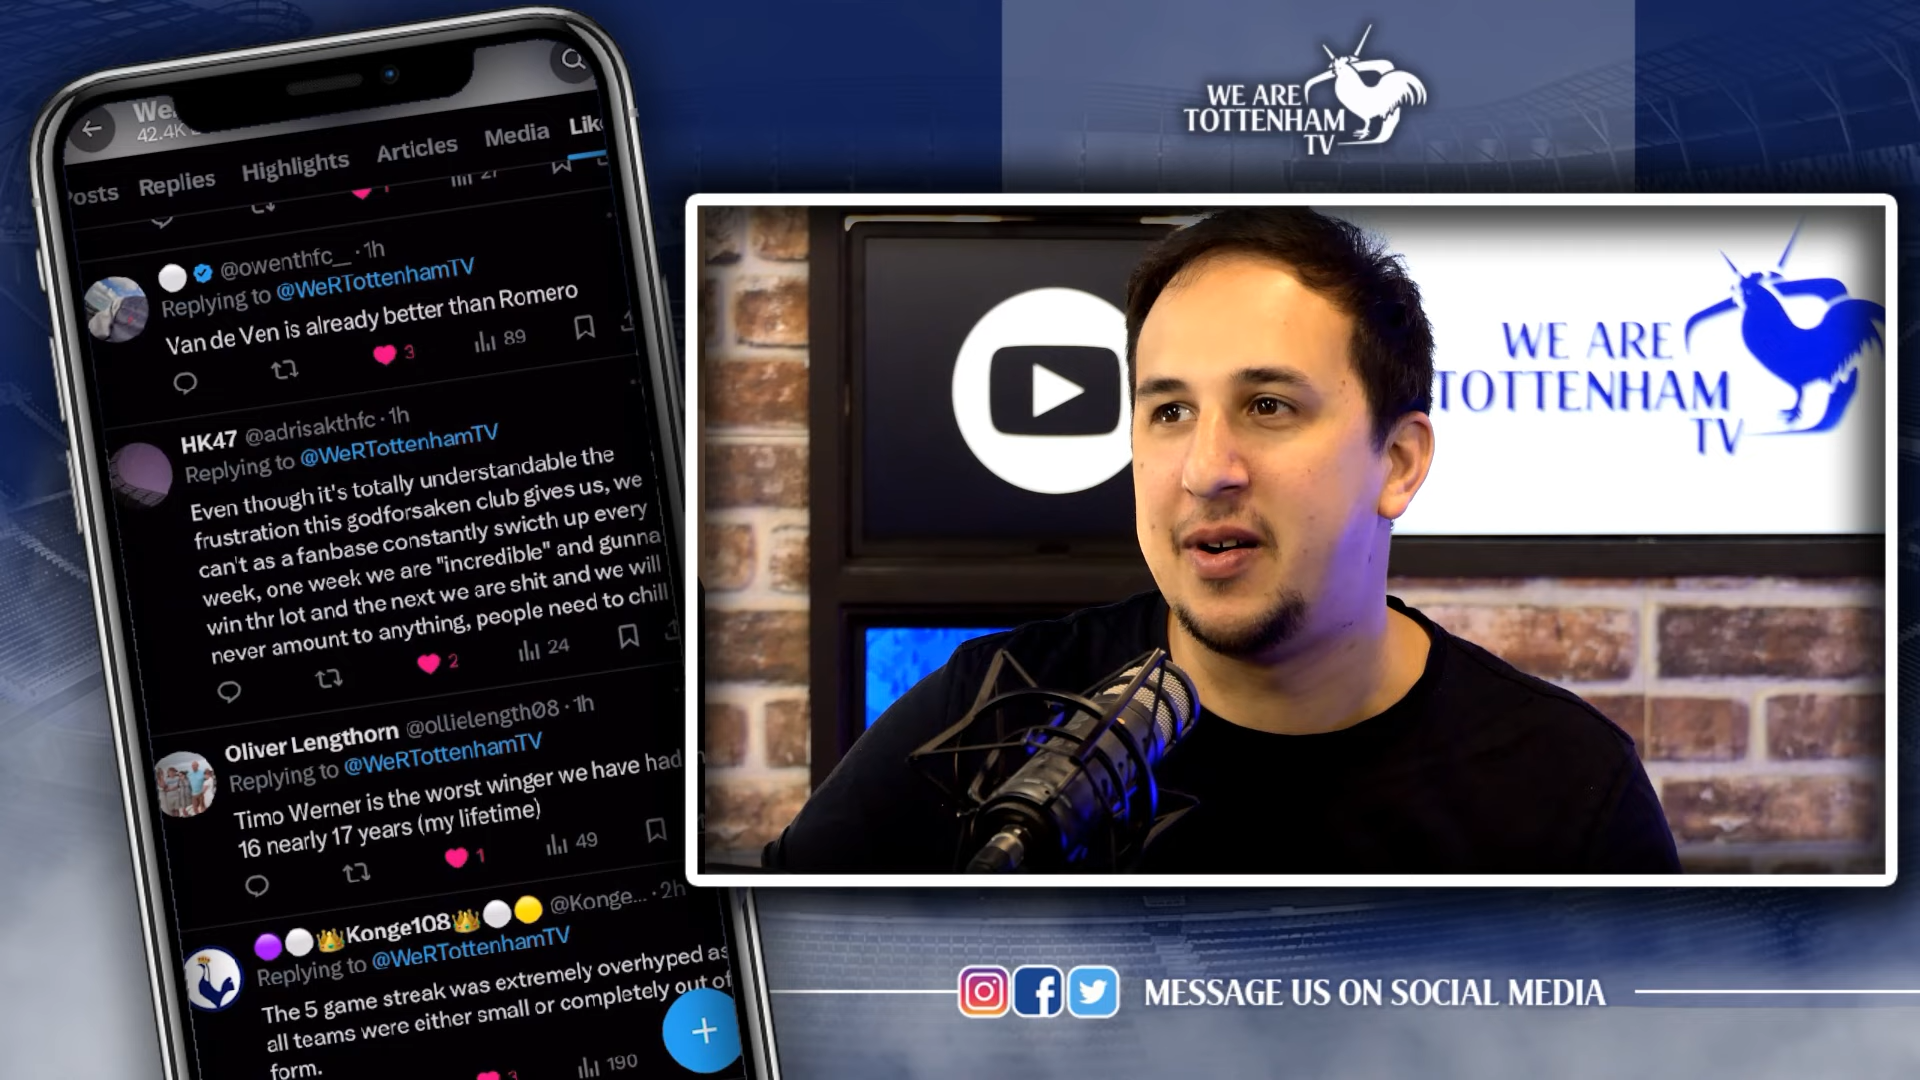 We
42.4K
Posts Replies Highlights Articles Media Lik
1 27
@owenthfc__ · 1h
Replying to @WeRTottenhamTV
Van de Ven is already better than Romero
3 89
HK47 @adrisakthfc · 1h
Replying to @WeRTottenhamTV
Even though it's totally understandable the
frustration this godforsaken club gives us, we
can't as a fanbase constantly swicth up every
week, one week we are "incredible" and gunna
win thr lot and the next we are shit and we will
never amount to anything, people need to chill
2 24
Oliver Lengthorn @ollielength08 · 1h
Replying to @WeRTottenhamTV
Timo Werner is the worst winger we have had
16 nearly 17 years (my lifetime)
1 49
Konge108 @Konge... · 2h
Replying to @WeRTottenhamTV
The 5 game streak was extremely overhyped as
all teams were either small or completely out of
form.
3 190
WE ARE
TOTTENHAM
TV
WE ARE
TOTTENHAM
TV
MESSAGE US ON SOCIAL MEDIA